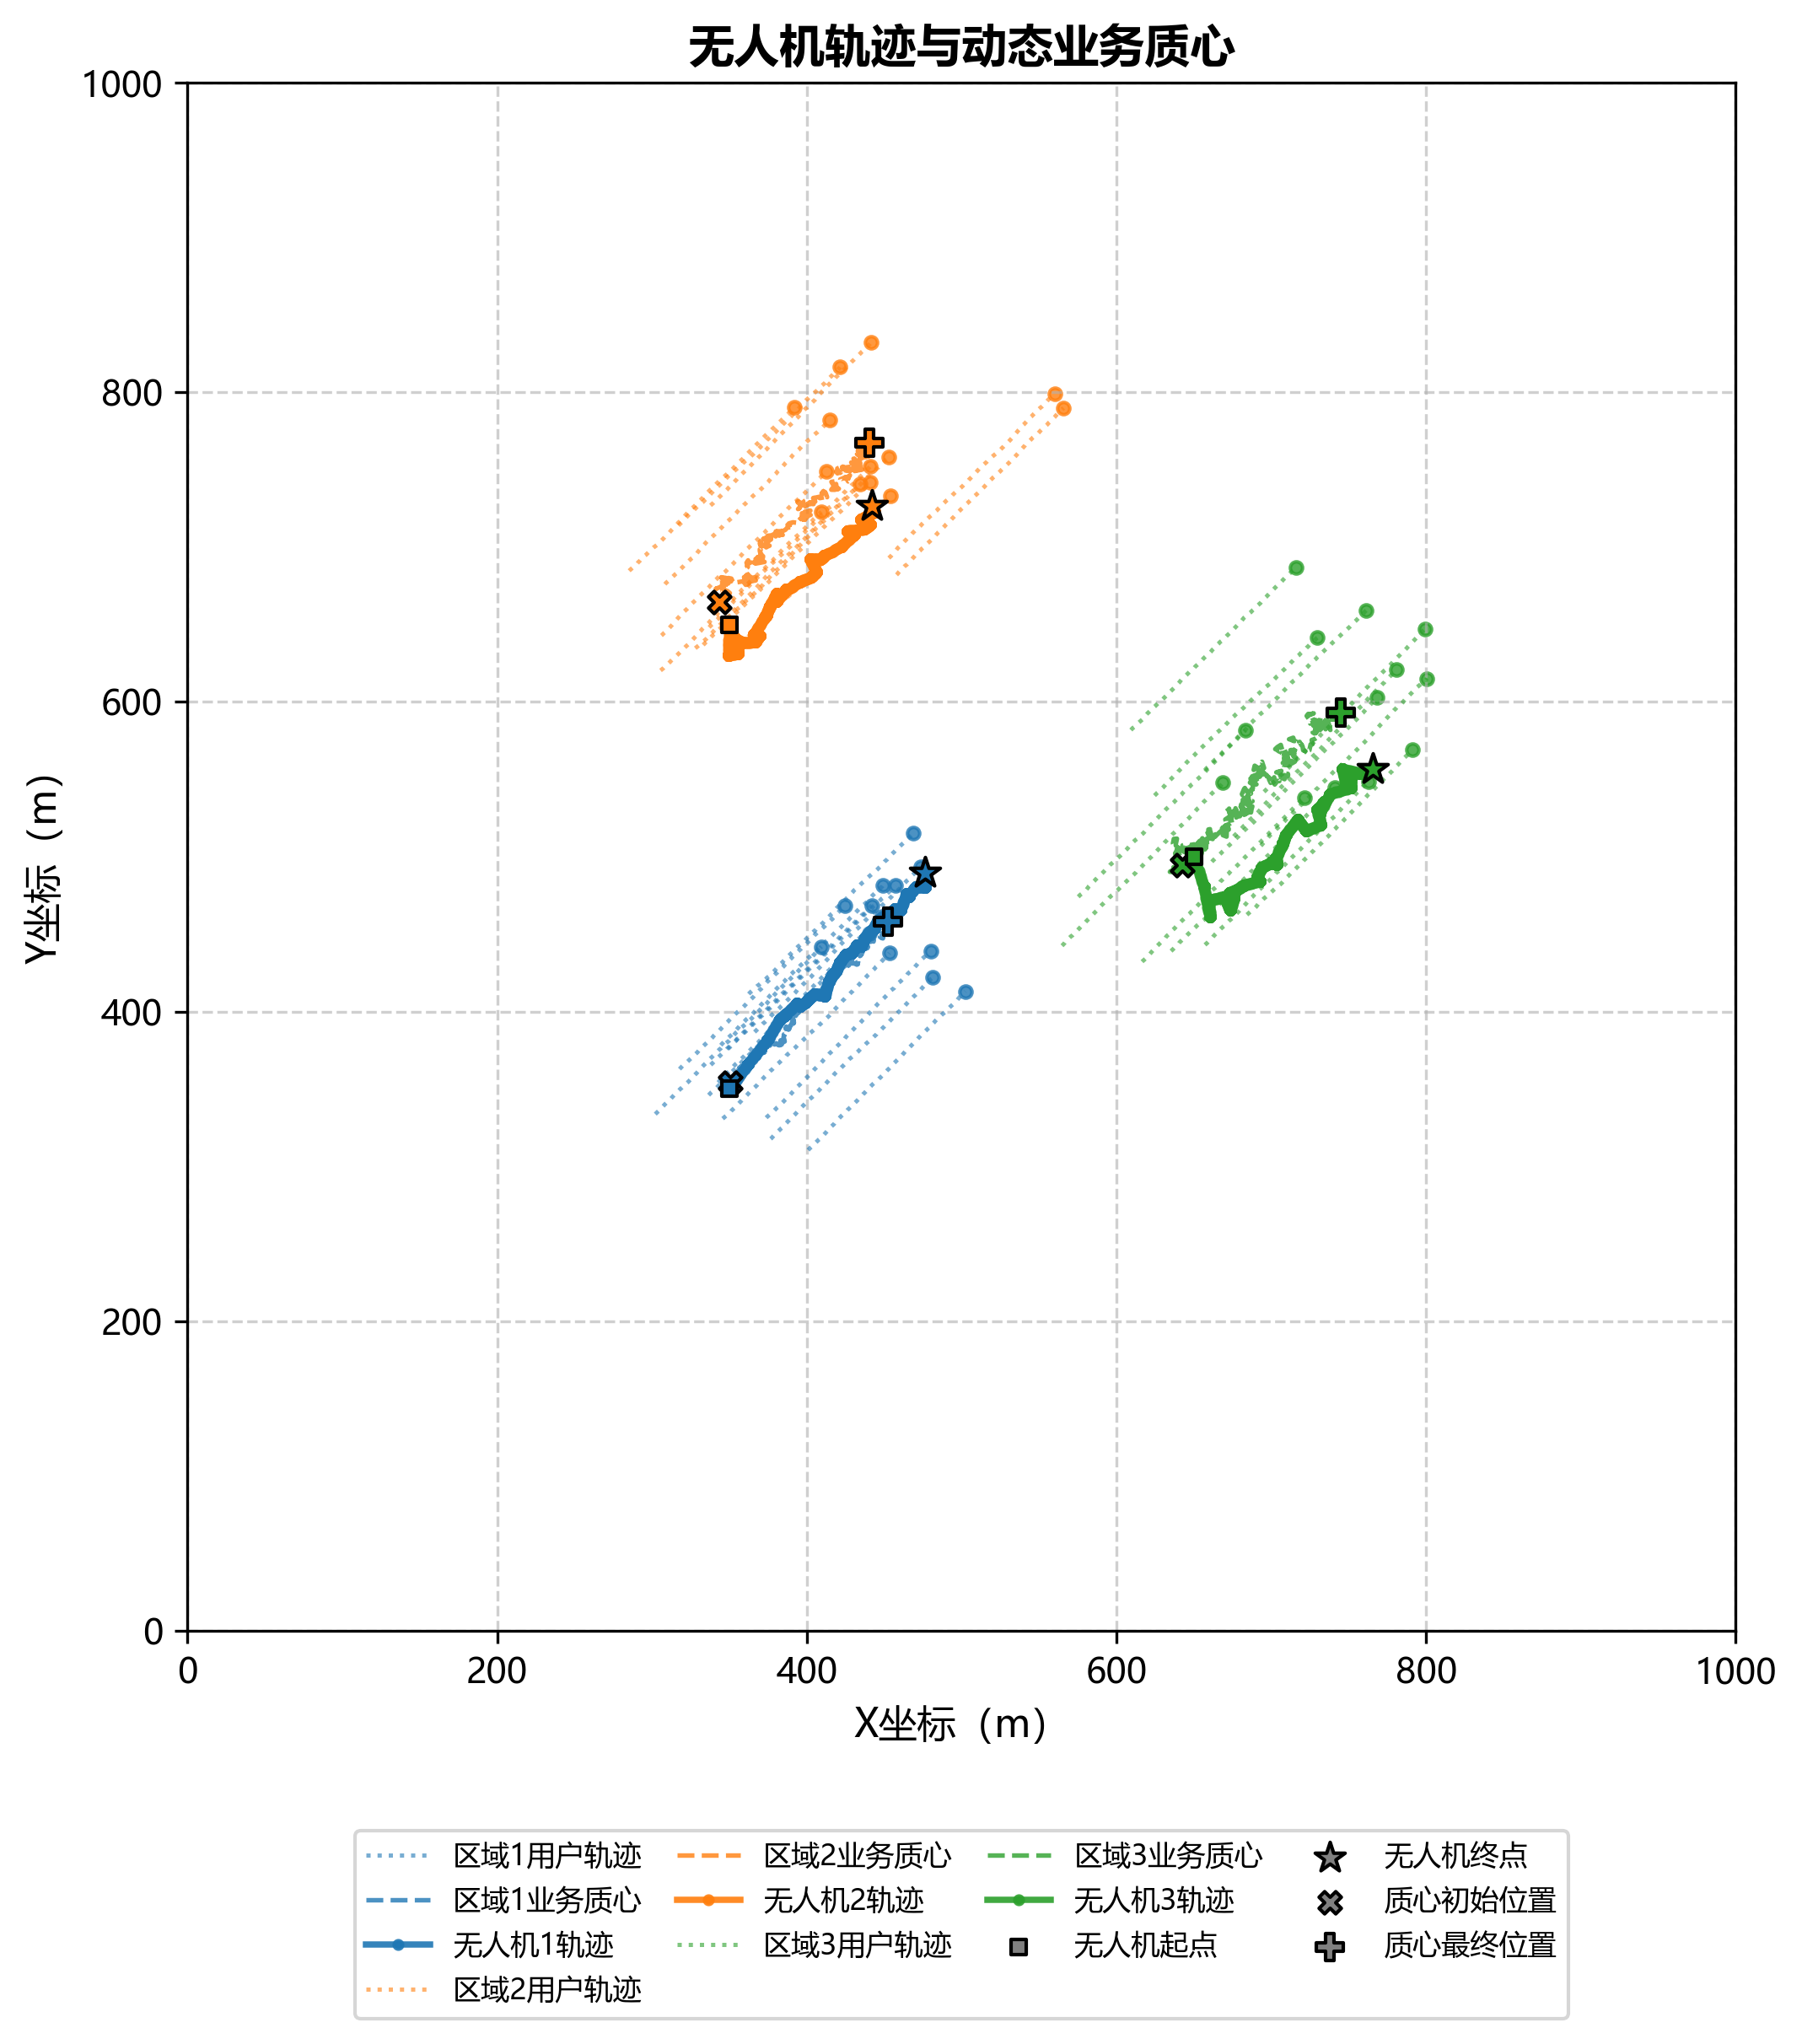 无人机轨迹与动态业务质心
1000
800
600
400
200
0
Y坐标（m）
0 200 400 600 800 1000
X坐标（m）
区域1用户轨迹 区域2业务质心 区域3业务质心 无人机终点
区域1业务质心 无人机2轨迹 无人机3轨迹 质心初始位置
无人机1轨迹 区域3用户轨迹 无人机起点 质心最终位置
区域2用户轨迹